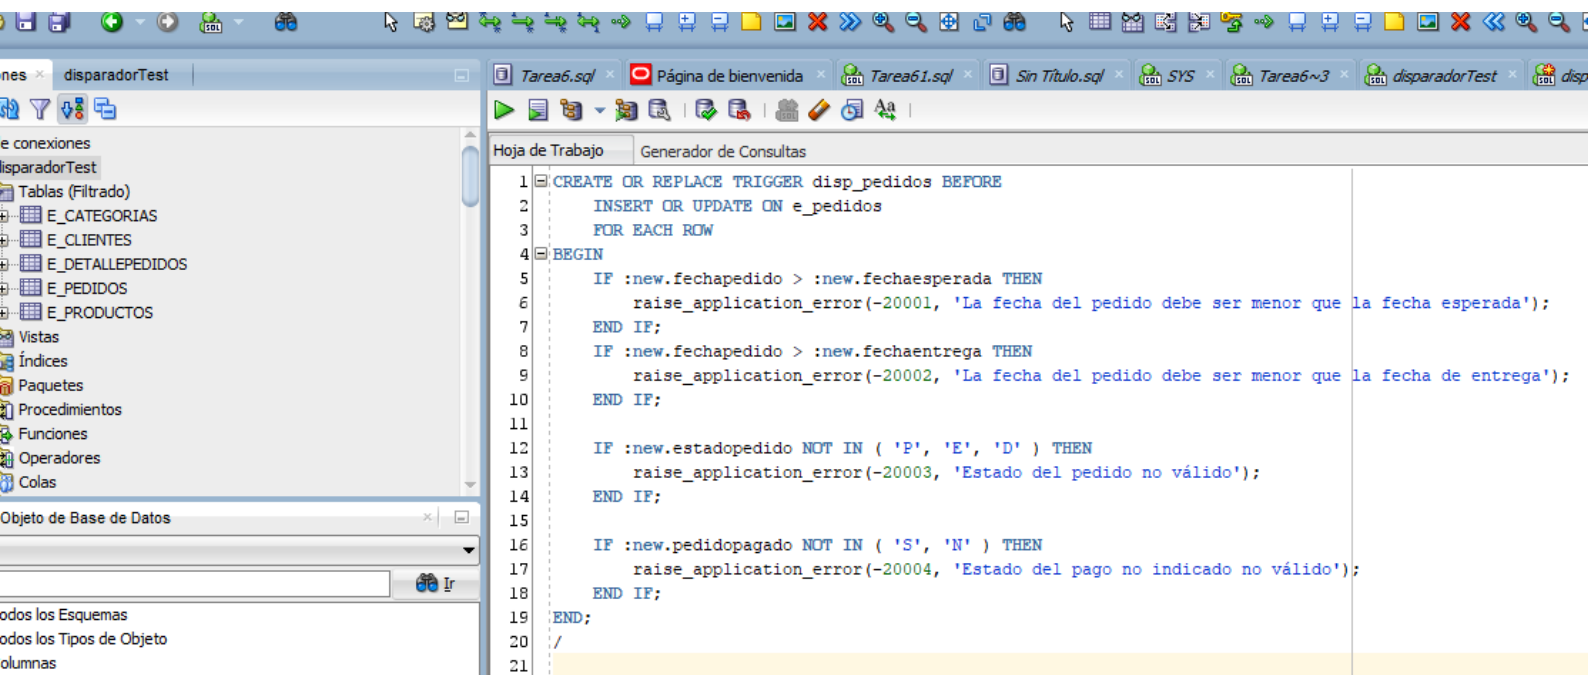 disparadorTest
Tarea6.sql
Página de bienvenida
Tarea61.sql
Sin Título.sql
SYS
Tarea6~3
disparadorTest
conexiones
disparadorTest
Tablas (Filtrado)
E_CATEGORIAS
E_CLIENTES
E_DETALLEPEDIDOS
E_PEDIDOS
E_PRODUCTOS
Vistas
Índices
Paquetes
Procedimientos
Funciones
Operadores
Colas
Objeto de Base de Datos
Ir
odos los Esquemas
odos los Tipos de Objeto
olumnas
Hoja de Trabajo
Generador de Consultas
1 CREATE OR REPLACE TRIGGER disp_pedidos BEFORE
2 INSERT OR UPDATE ON e_pedidos
3 FOR EACH ROW
4 BEGIN
5 IF :new.fechapedido > :new.fechaesperada THEN
6 raise_application_error(-20001, 'La fecha del pedido debe ser menor que la fecha esperada');
7 END IF;
8 IF :new.fechapedido > :new.fechaentrega THEN
9 raise_application_error(-20002, 'La fecha del pedido debe ser menor que la fecha de entrega');
10 END IF;
11
12 IF :new.estadopedido NOT IN ( 'P', 'E', 'D' ) THEN
13 raise_application_error(-20003, 'Estado del pedido no válido');
14 END IF;
15
16 IF :new.pedidopagado NOT IN ( 'S', 'N' ) THEN
17 raise_application_error(-20004, 'Estado del pago no indicado no válido');
18 END IF;
19 END;
20 /
21